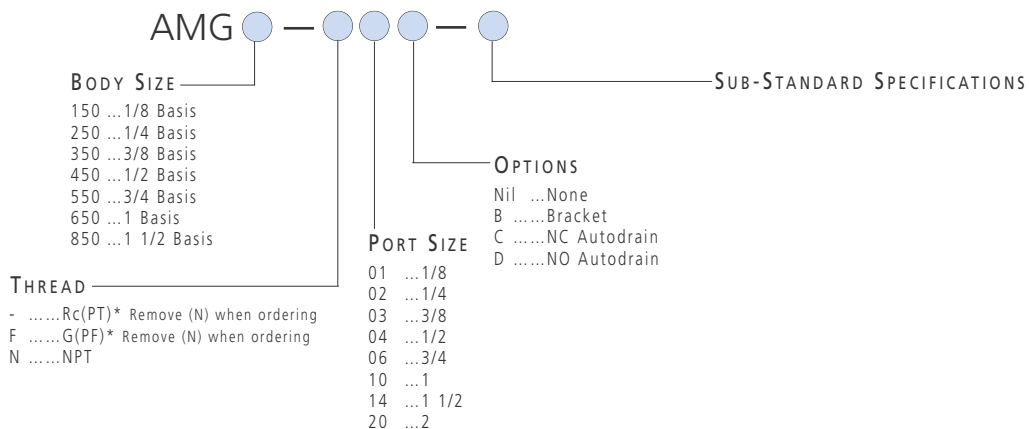 AMG — —
BODY SIZE
150 ...1/8 Basis
250 ...1/4 Basis
350 ...3/8 Basis
450 ...1/2 Basis
550 ...3/4 Basis
650 ...1 Basis
850 ...1 1/2 Basis
THREAD
- ......Rc(PT)* Remove (N) when ordering
F ......G(PF)* Remove (N) when ordering
N ......NPT
PORT SIZE
01 ...1/8
02 ...1/4
03 ...3/8
04 ...1/2
06 ...3/4
10 ...1
14 ...1 1/2
20 ...2
OPTIONS
Nil ...None
B ......Bracket
C ......NC Autodrain
D ......NO Autodrain
SUB-STANDARD SPECIFICATIONS